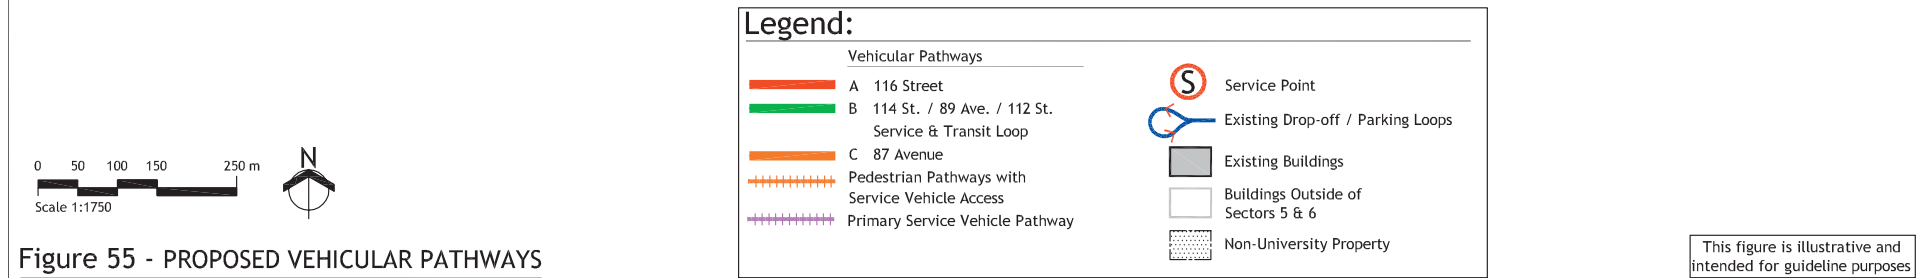 0 50 100 150 250 m
Scale 1:1750
N
Figure 55 - PROPOSED VEHICULAR PATHWAYS
Legend:
Vehicular Pathways
A 116 Street
B 114 St. / 89 Ave. / 112 St.
Service & Transit Loop
C 87 Avenue
Pedestrian Pathways with
Service Vehicle Access
Primary Service Vehicle Pathway
S Service Point
Existing Drop-off / Parking Loops
Existing Buildings
Buildings Outside of
Sectors 5 & 6
Non-University Property
This figure is illustrative and
intended for guideline purposes